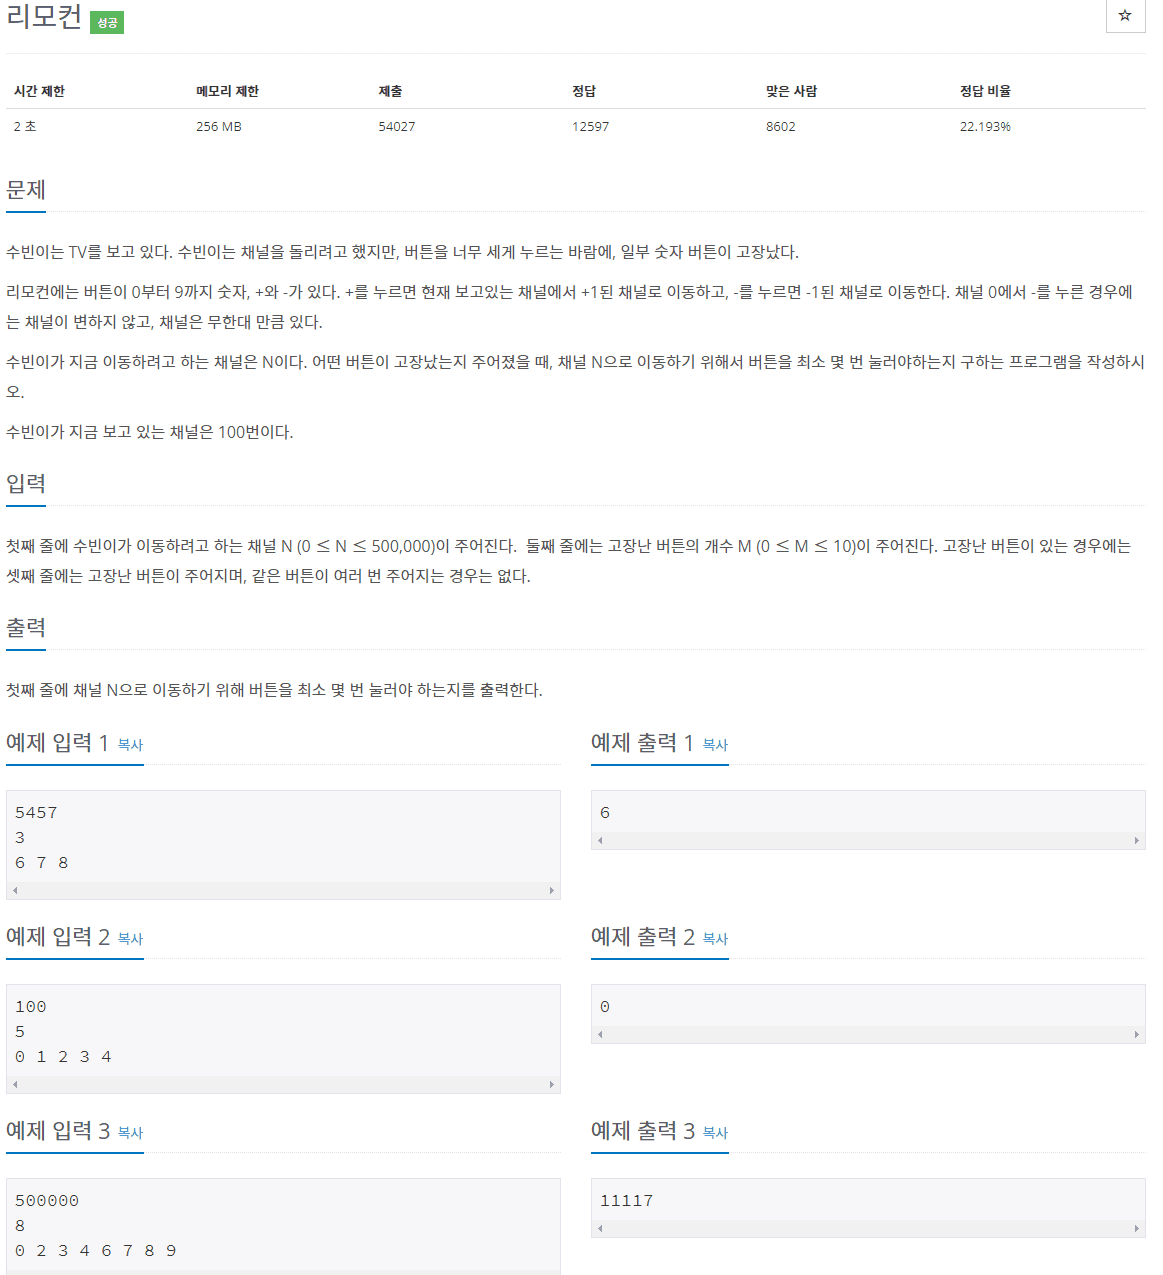 리모컨 성공
☆
시간 제한 메모리 제한 제출 정답 맞은 사람 정답 비율
2 초 256 MB 54027 12597 8602 22.193%
문제
수빈이는 TV를 보고 있다. 수빈이는 채널을 돌리려고 했지만, 버튼을 너무 세게 누르는 바람에, 일부 숫자 버튼이 고장났다.
리모컨에는 버튼이 0부터 9까지 숫자, +와 -가 있다. +를 누르면 현재 보고있는 채널에서 +1된 채널로 이동하고, -를 누르면 -1된 채널로 이동한다. 채널 0에서 -를 누른 경우에
는 채널이 변하지 않고, 채널은 무한대 만큼 있다.
수빈이가 지금 이동하려고 하는 채널은 N이다. 어떤 버튼이 고장났는지 주어졌을 때, 채널 N으로 이동하기 위해서 버튼을 최소 몇 번 눌러야하는지 구하는 프로그램을 작성하시
오.
수빈이가 지금 보고 있는 채널은 100번이다.
입력
첫째 줄에 수빈이가 이동하려고 하는 채널 N (0 ≤ N ≤ 500,000)이 주어진다. 둘째 줄에는 고장난 버튼의 개수 M (0 ≤ M ≤ 10)이 주어진다. 고장난 버튼이 있는 경우에는
셋째 줄에는 고장난 버튼이 주어지며, 같은 버튼이 여러 번 주어지는 경우는 없다.
출력
첫째 줄에 채널 N으로 이동하기 위해 버튼을 최소 몇 번 눌러야 하는지를 출력한다.
예제 입력 1 복사
5457
3
6 7 8
예제 출력 1 복사
6
예제 입력 2 복사
100
5
0 1 2 3 4
예제 출력 2 복사
0
예제 입력 3 복사
500000
8
0 2 3 4 6 7 8 9
예제 출력 3 복사
11117